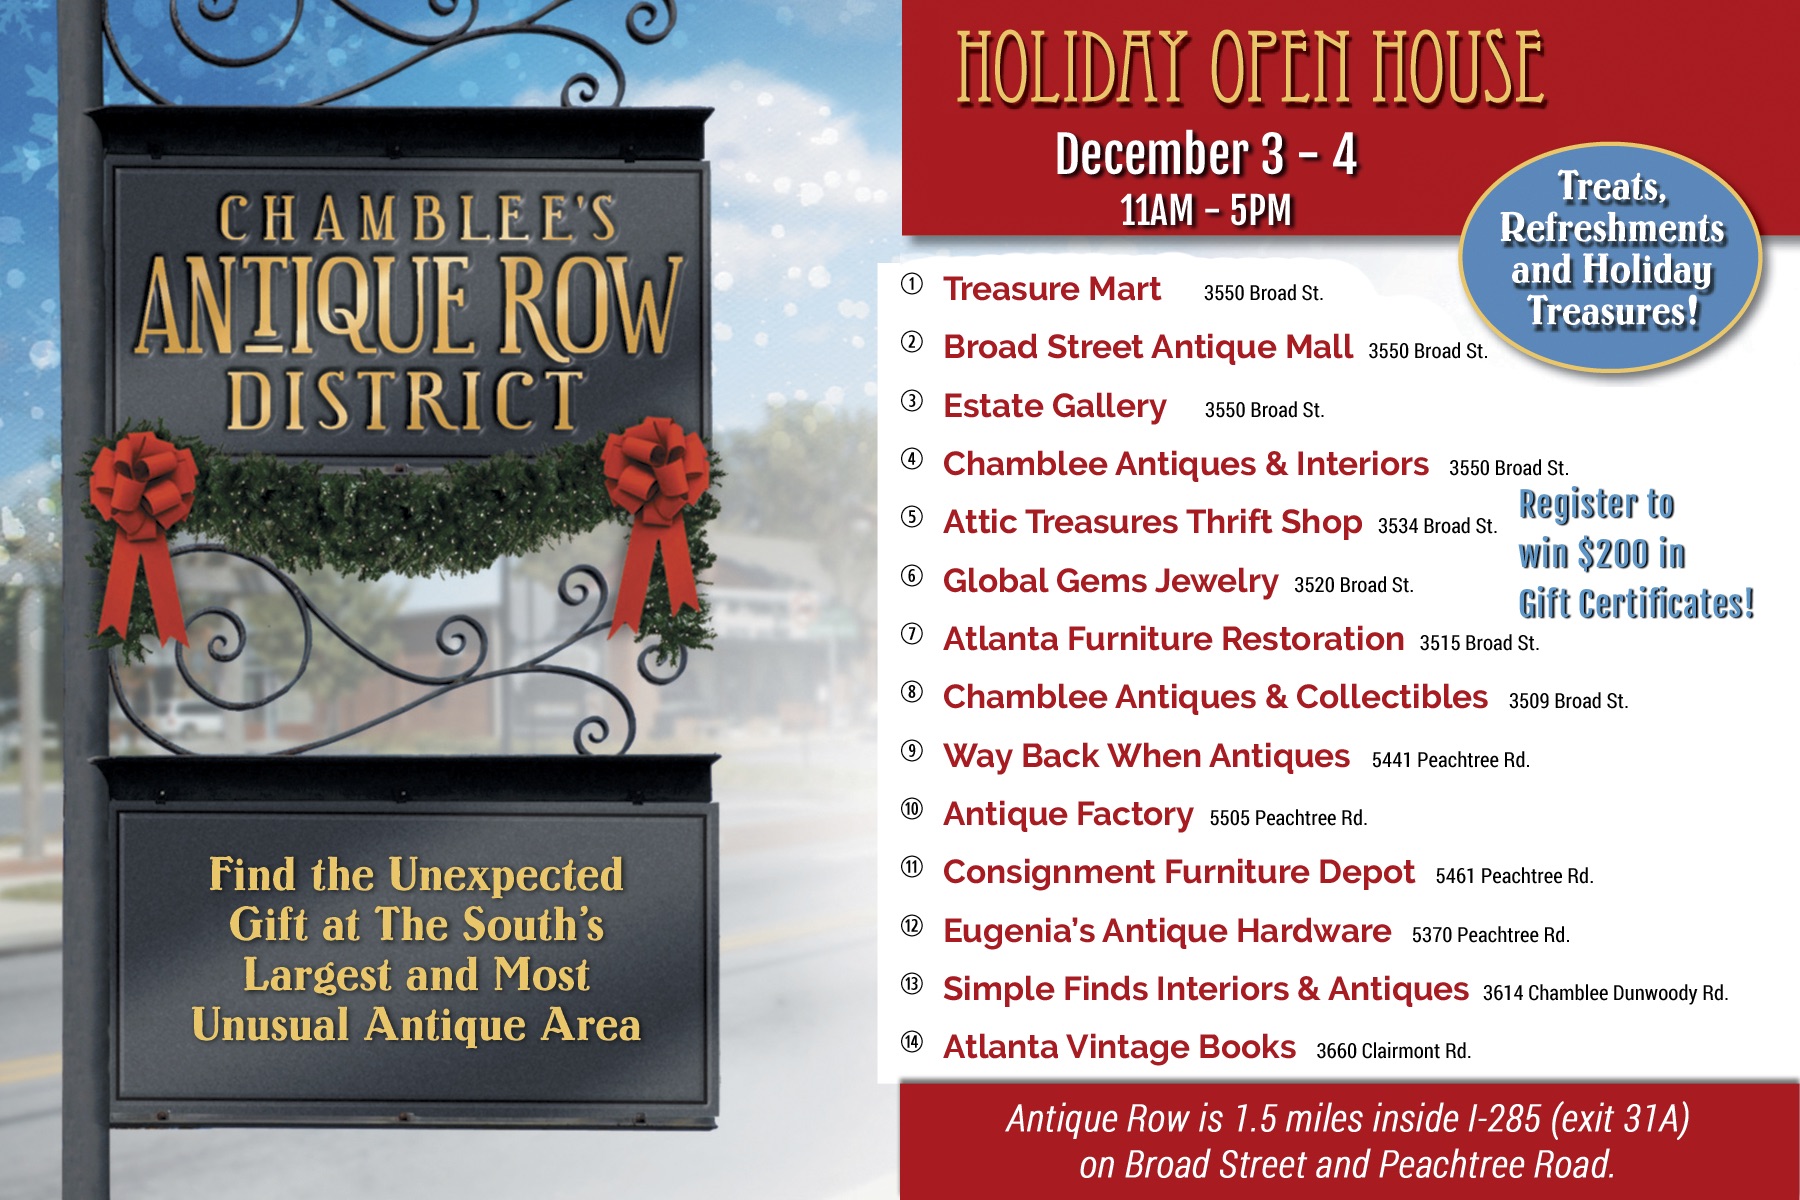 CHAMBLEE'S
ANTIQUE ROW
DISTRICT
Find the Unexpected
Gift at The South's
Largest and Most
Unusual Antique Area
HOLIDAY OPEN HOUSE
December 3 – 4
11AM – 5PM
Treats,
Refreshments
and Holiday
Treasures!
① Treasure Mart 3550 Broad St.
② Broad Street Antique Mall 3550 Broad St.
③ Estate Gallery 3550 Broad St.
④ Chamblee Antiques & Interiors 3550 Broad St.
⑤ Attic Treasures Thrift Shop 3534 Broad St.
⑥ Global Gems Jewelry 3520 Broad St.
⑦ Atlanta Furniture Restoration 3515 Broad St.
⑧ Chamblee Antiques & Collectibles 3509 Broad St.
⑨ Way Back When Antiques 5441 Peachtree Rd.
⑩ Antique Factory 5505 Peachtree Rd.
⑪ Consignment Furniture Depot 5461 Peachtree Rd.
⑫ Eugenia's Antique Hardware 5370 Peachtree Rd.
⑬ Simple Finds Interiors & Antiques 3614 Chamblee Dunwoody Rd.
⑭ Atlanta Vintage Books 3660 Clairmont Rd.
Register to
win $200 in
Gift Certificates!
Antique Row is 1.5 miles inside I-285 (exit 31A)
on Broad Street and Peachtree Road.